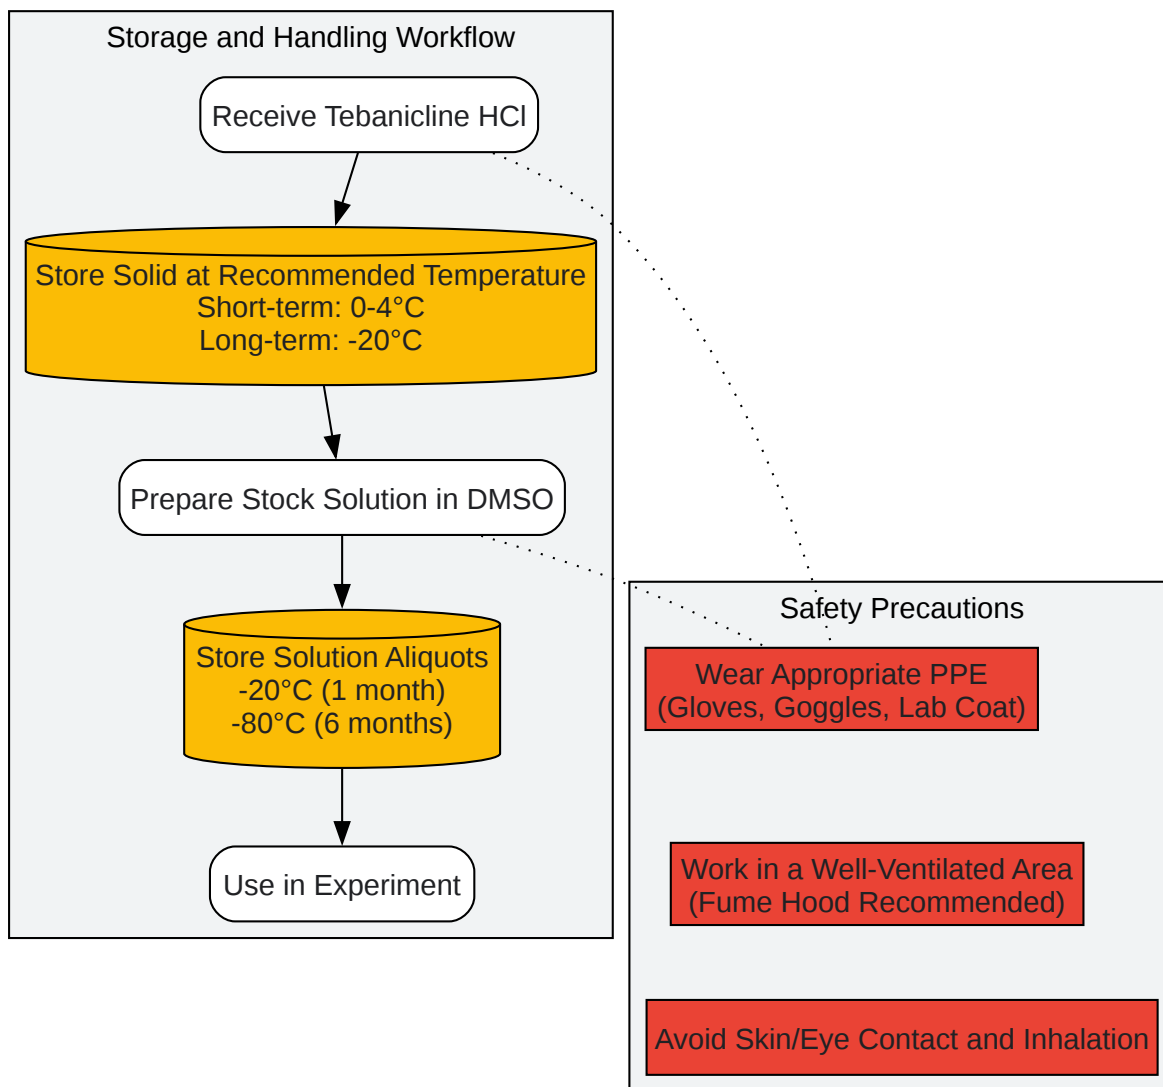 Storage and Handling Workflow
Receive Tebanicline HCl
Store Solid at Recommended Temperature
Short-term: 0-4°C
Long-term: -20°C
Prepare Stock Solution in DMSO
Store Solution Aliquots
-20°C (1 month)
-80°C (6 months)
Use in Experiment
Safety Precautions
Wear Appropriate PPE
(Gloves, Goggles, Lab Coat)
Work in a Well-Ventilated Area
(Fume Hood Recommended)
Avoid Skin/Eye Contact and Inhalation